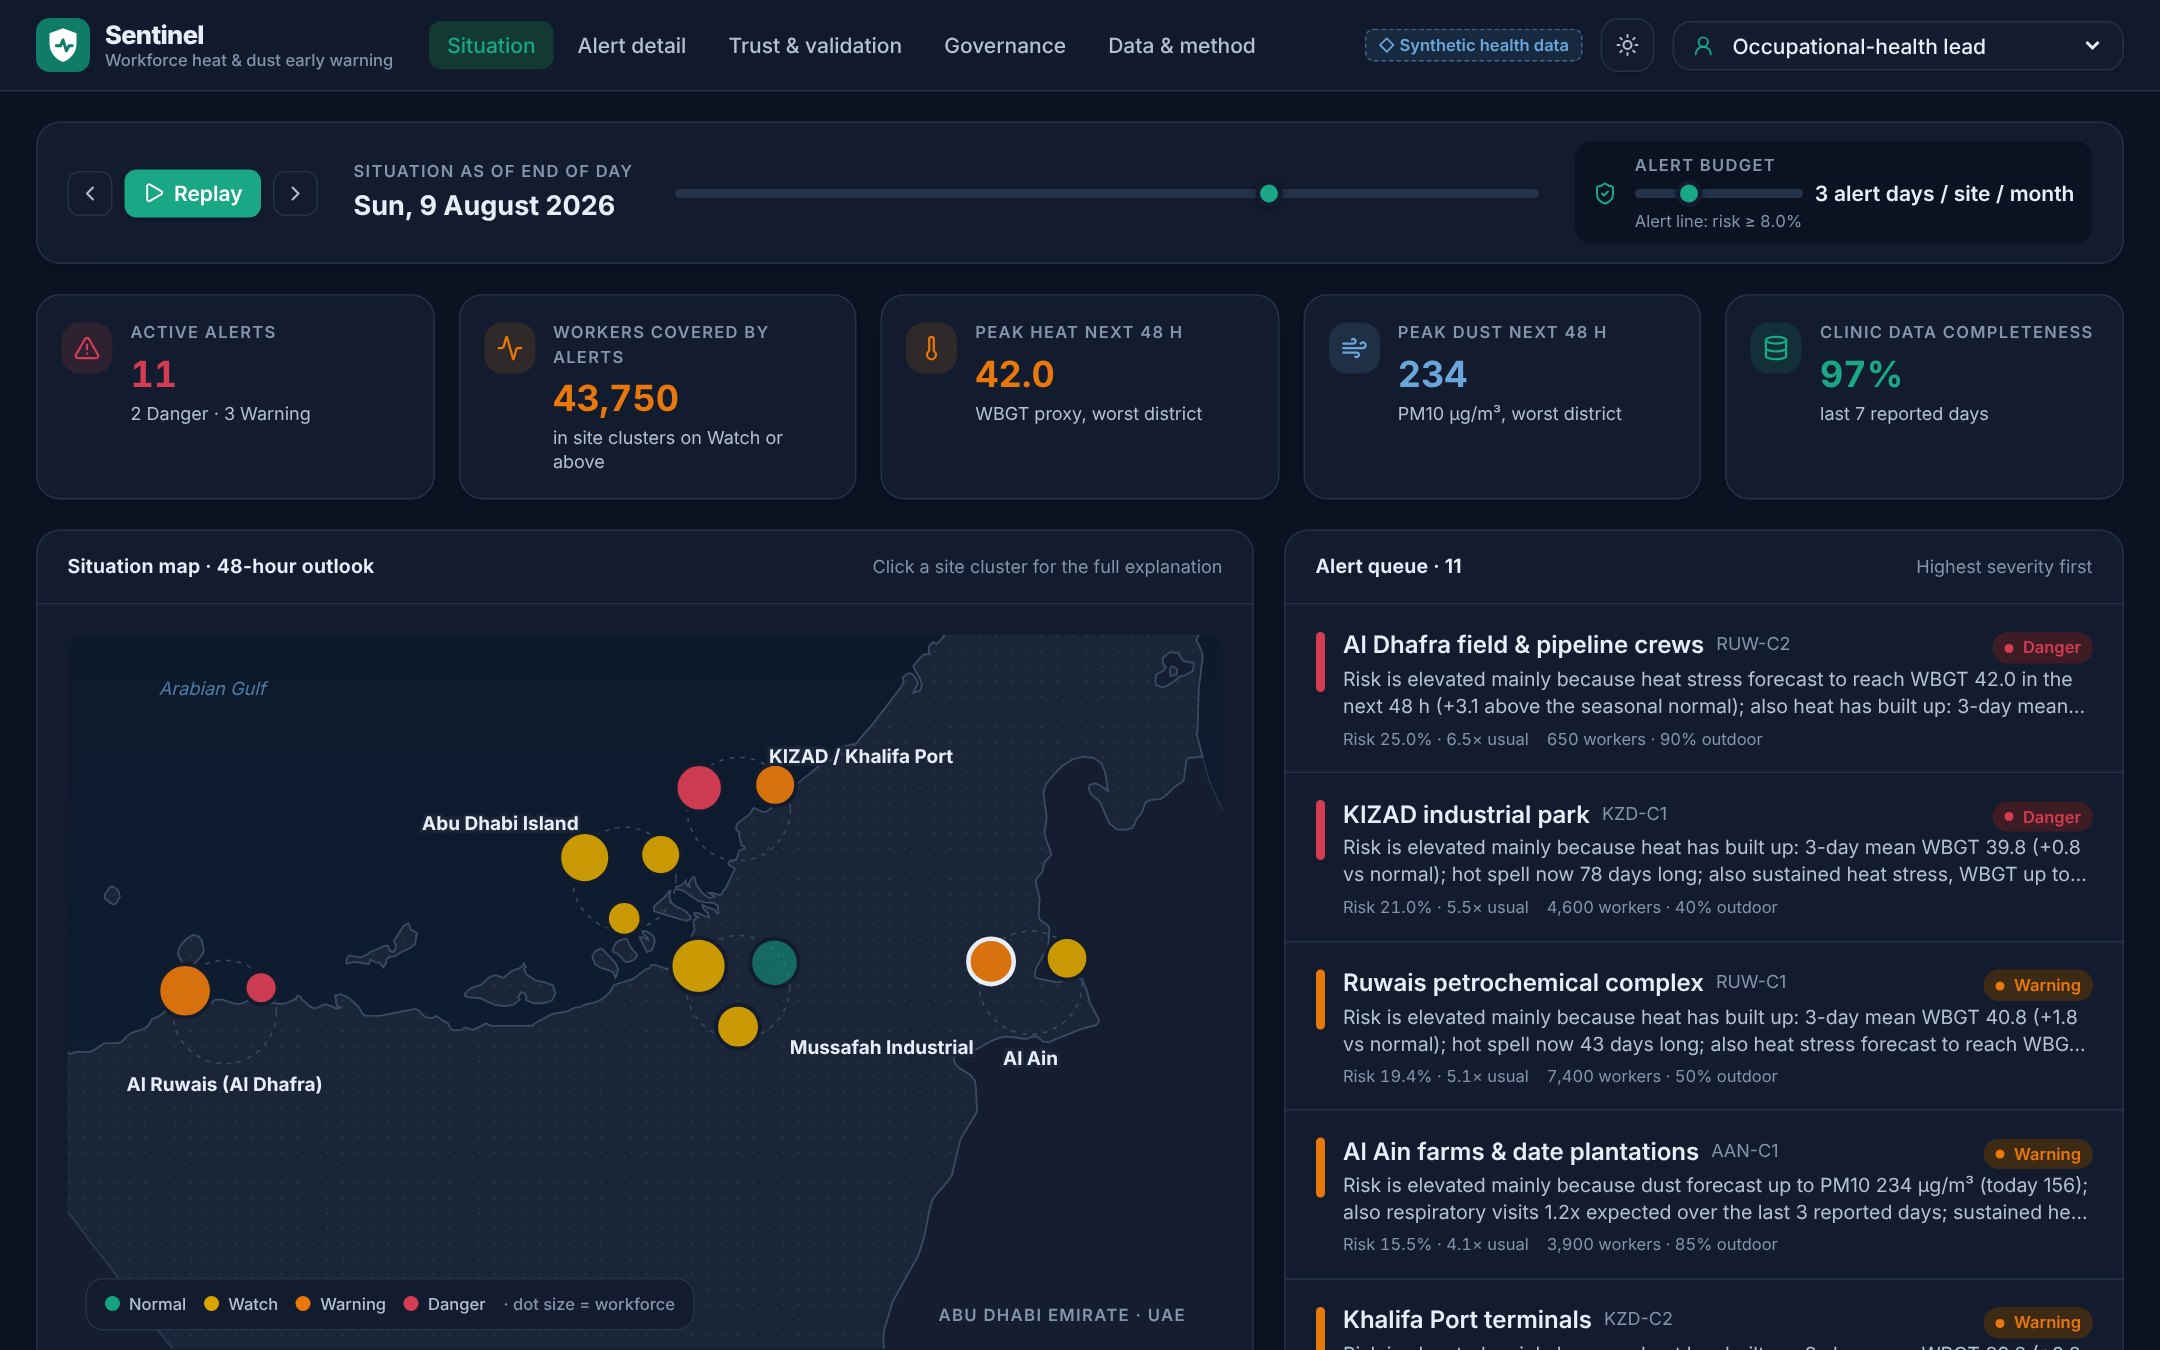 Sentinel
Workforce heat & dust early warning
Situation
Alert detail
Trust & validation
Governance
Data & method
Synthetic health data
Occupational-health lead
Replay
SITUATION AS OF END OF DAY
Sun, 9 August 2026
ALERT BUDGET
3 alert days / site / month
Alert line: risk ≥ 8.0%
ACTIVE ALERTS
11
2 Danger · 3 Warning
WORKERS COVERED BY
ALERTS
43,750
in site clusters on Watch or
above
PEAK HEAT NEXT 48 H
42.0
WBGT proxy, worst district
PEAK DUST NEXT 48 H
234
PM10 µg/m³, worst district
CLINIC DATA COMPLETENESS
97%
last 7 reported days
Situation map · 48-hour outlook
Click a site cluster for the full explanation
Arabian Gulf
KIZAD / Khalifa Port
Abu Dhabi Island
Mussafah Industrial
Al Ain
Al Ruwais (Al Dhafra)
Normal
Watch
Warning
Danger
· dot size = workforce
ABU DHABI EMIRATE · UAE
Alert queue · 11
Highest severity first
Al Dhafra field & pipeline crews RUW-C2
Danger
Risk is elevated mainly because heat stress forecast to reach WBGT 42.0 in the
next 48 h (+3.1 above the seasonal normal); also heat has built up: 3-day mean...
Risk 25.0% · 6.5× usual 650 workers · 90% outdoor
KIZAD industrial park KZD-C1
Danger
Risk is elevated mainly because heat has built up: 3-day mean WBGT 39.8 (+0.8
vs normal); hot spell now 78 days long; also sustained heat stress, WBGT up to...
Risk 21.0% · 5.5× usual 4,600 workers · 40% outdoor
Ruwais petrochemical complex RUW-C1
Warning
Risk is elevated mainly because heat has built up: 3-day mean WBGT 40.8 (+1.8
vs normal); hot spell now 43 days long; also heat stress forecast to reach WBG...
Risk 19.4% · 5.1× usual 7,400 workers · 50% outdoor
Al Ain farms & date plantations AAN-C1
Warning
Risk is elevated mainly because dust forecast up to PM10 234 µg/m³ (today 156);
also respiratory visits 1.2x expected over the last 3 reported days; sustained he...
Risk 15.5% · 4.1× usual 3,900 workers · 85% outdoor
Khalifa Port terminals KZD-C2
Warning